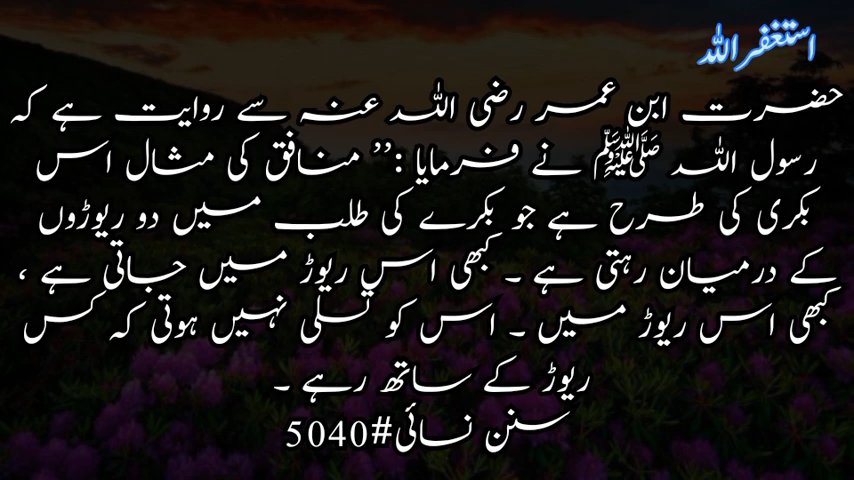 استغفراللہ
حضرت ابن عمر رضی اللہ عنہ سے روایت ہے کہ
رسول اللہ ﷺ نے فرمایا :’’ منافق کی مثال اس
بکری کی طرح ہے جو بکرے کی طلب میں دو ریوڑوں
کے درمیان رہتی ہے ۔ کبھی اس ریوڑ میں جاتی ہے ،
کبھی اس ریوڑ میں ۔ اس کو تسلی نہیں ہوتی کہ کس
ریوڑ کے ساتھ رہے ۔
سنن نسائی#5040